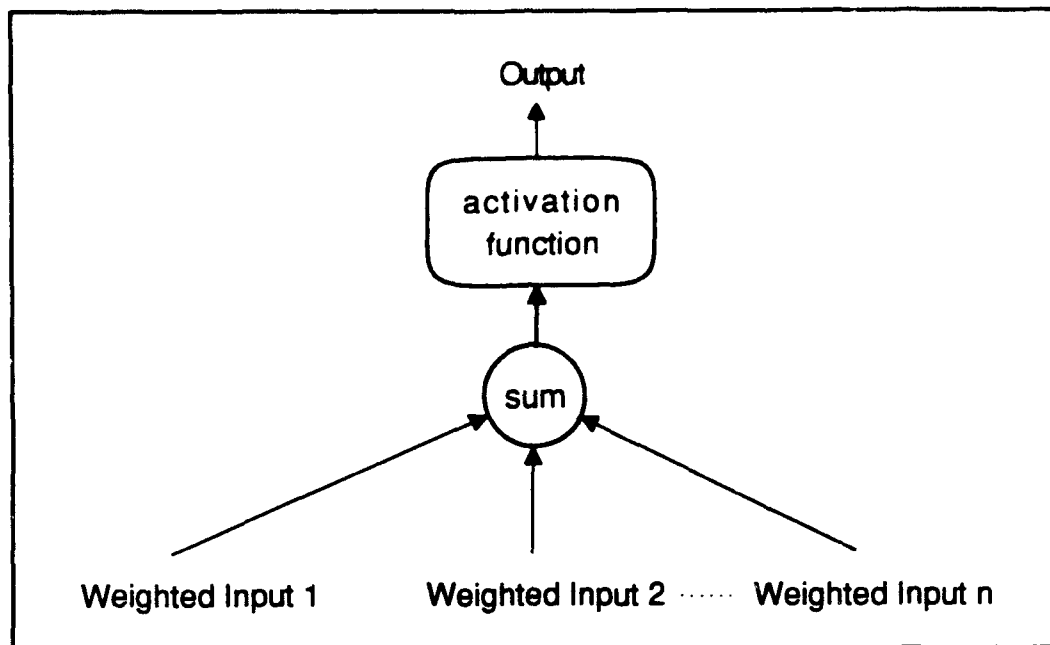 Output
activation
function
sum
Weighted Input 1 Weighted Input 2 ...... Weighted Input n